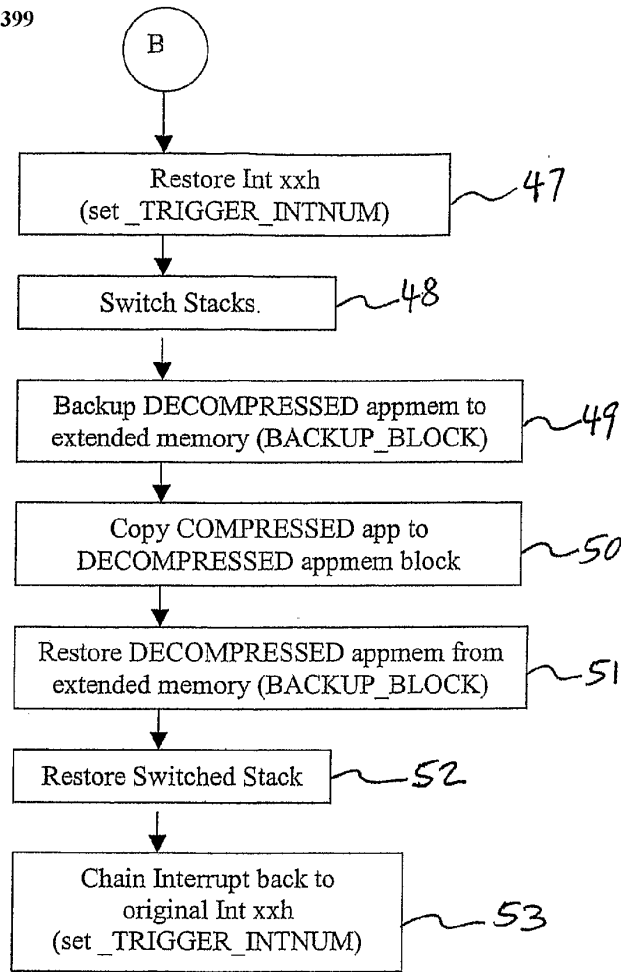 399
B
Restore Int xxh
(set _TRIGGER_INTNUM)
47
Switch Stacks.
48
Backup DECOMPRESSED appmem to
extended memory (BACKUP_BLOCK)
49
Copy COMPRESSED app to
DECOMPRESSED appmem block
50
Restore DECOMPRESSED appmem from
extended memory (BACKUP_BLOCK)
51
Restore Switched Stack
52
Chain Interrupt back to
original Int xxh
(set _TRIGGER_INTNUM)
53